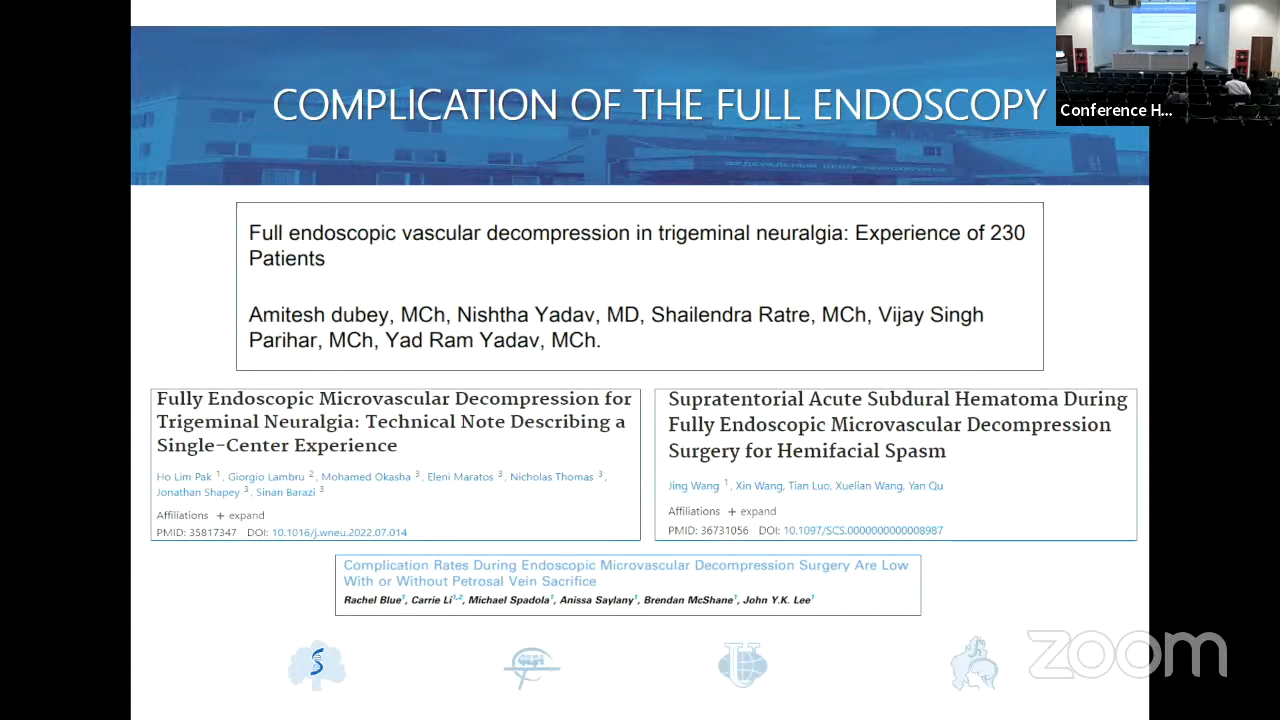 COMPLICATION OF THE FULL ENDOSCOPY
Conference H...
Full endoscopic vascular decompression in trigeminal neuralgia: Experience of 230
Patients
Amitesh dubey, MCh, Nishtha Yadav, MD, Shailendra Ratre, MCh, Vijay Singh
Parihar, MCh, Yad Ram Yadav, MCh.
Fully Endoscopic Microvascular Decompression for
Trigeminal Neuralgia: Technical Note Describing a
Single-Center Experience
Ho Lim Pak 1, Giorgio Lambru 2, Mohamed Okasha 3, Eleni Maratos 3, Nicholas Thomas 3,
Jonathan Shapey 3, Sinan Barazi 3
Affiliations + expand
PMID: 35817347 DOI: 10.1016/j.wneu.2022.07.014
Supratentorial Acute Subdural Hematoma During
Fully Endoscopic Microvascular Decompression
Surgery for Hemifacial Spasm
Jing Wang 1, Xin Wang, Tian Luo, Xuelian Wang, Yan Qu
Affiliations + expand
PMID: 36731056 DOI: 10.1097/SCS.0000000000008987
Complication Rates During Endoscopic Microvascular Decompression Surgery Are Low
With or Without Petrosal Vein Sacrifice
Rachel Blue1, Carrie Li1,2, Michael Spadola1, Anissa Saylany1, Brendan McShane1, John Y.K. Lee1
zoom